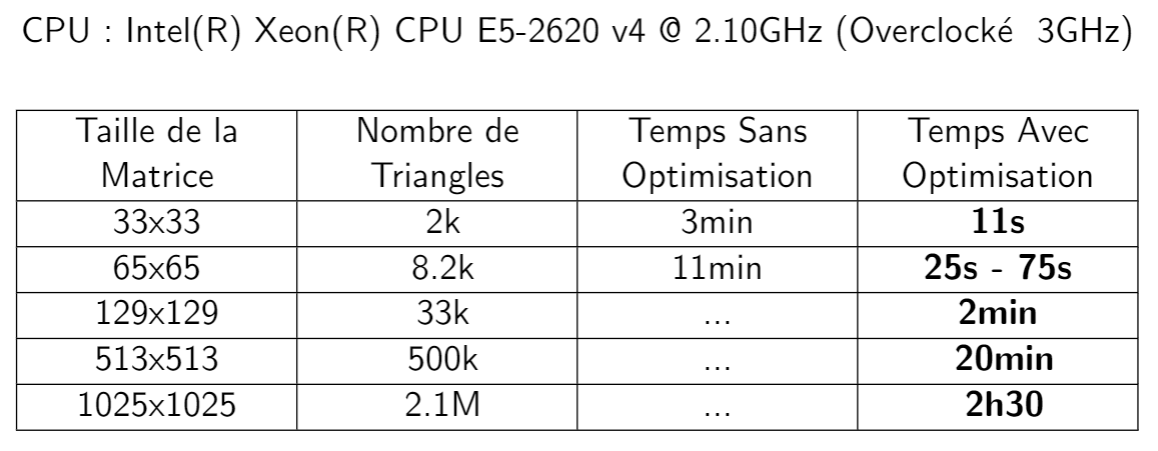 CPU : Intel(R) Xeon(R) CPU E5-2620 v4 @ 2.10GHz (Overclocké 3GHz)
Taille de la Matrice Nombre de Triangles Temps Sans Optimisation Temps Avec Optimisation
33x33 2k 3min 11s
65x65 8.2k 11min 25s - 75s
129x129 33k ... 2min
513x513 500k ... 20min
1025x1025 2.1M ... 2h30